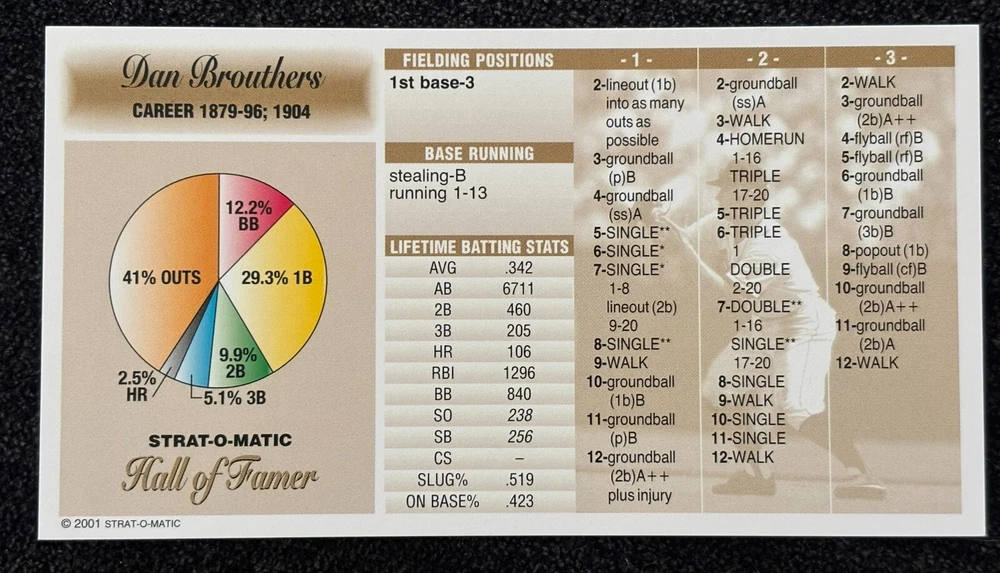 Dan Brouthers
CAREER 1879-96; 1904
12.2%
BB
41% OUTS
29.3% 1B
9.9%
2B
2.5%
HR
5.1% 3B
STRAT-O-MATIC
Hall of Famer
© 2001 STRAT-O-MATIC
FIELDING POSITIONS
1st base-3
BASE RUNNING
stealing-B
running 1-13
LIFETIME BATTING STATS
AVG .342
AB 6711
2B 460
3B 205
HR 106
RBI 1296
BB 840
SO 238
SB 256
CS –
SLUG% .519
ON BASE% .423
- 1 -
2-lineout (1b)
into as many
outs as
possible
3-groundball
(p)B
4-groundball
(ss)A
5-SINGLE**
6-SINGLE*
7-SINGLE*
1-8
lineout (2b)
9-20
8-SINGLE**
9-WALK
10-groundball
(1b)B
11-groundball
(p)B
12-groundball
(2b)A++
plus injury
- 2 -
2-groundball
(ss)A
3-WALK
4-HOMERUN
1-16
TRIPLE
17-20
5-TRIPLE
6-TRIPLE
1
DOUBLE
2-20
7-DOUBLE**
1-16
SINGLE**
17-20
8-SINGLE
9-WALK
10-SINGLE
11-SINGLE
12-WALK
- 3 -
2-WALK
3-groundball
(2b)A++
4-flyball (rf)B
5-flyball (rf)B
6-groundball
(1b)B
7-groundball
(3b)B
8-popout (1b)
9-flyball (cf)B
10-groundball
(2b)A++
11-groundball
(2b)A
12-WALK